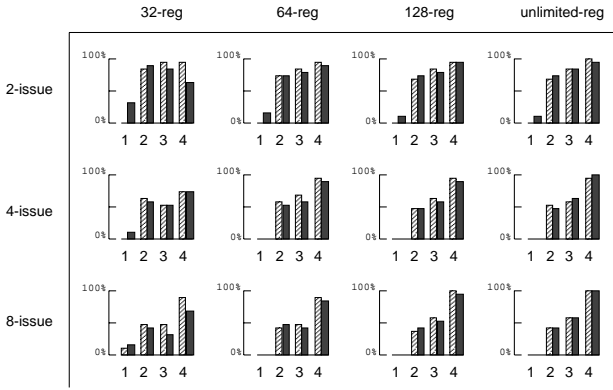 32-reg 64-reg 128-reg unlimited-reg
2-issue
100% 100% 100% 100%
0% 0% 0% 0%
1 2 3 4 1 2 3 4 1 2 3 4 1 2 3 4
4-issue
100% 100% 100% 100%
0% 0% 0% 0%
1 2 3 4 1 2 3 4 1 2 3 4 1 2 3 4
8-issue
100% 100% 100% 100%
0% 0% 0% 0%
1 2 3 4 1 2 3 4 1 2 3 4 1 2 3 4